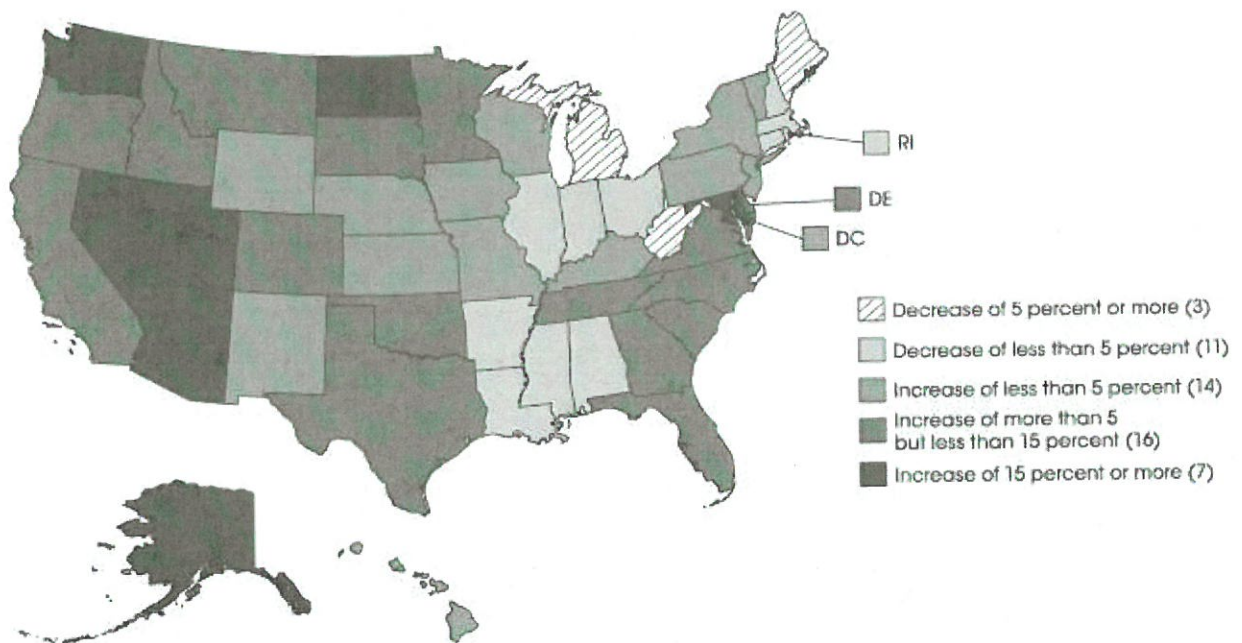 RI
DE
DC
Decrease of 5 percent or more (3)
Decrease of less than 5 percent (11)
Increase of less than 5 percent (14)
Increase of more than 5
but less than 15 percent (16)
Increase of 15 percent or more (7)